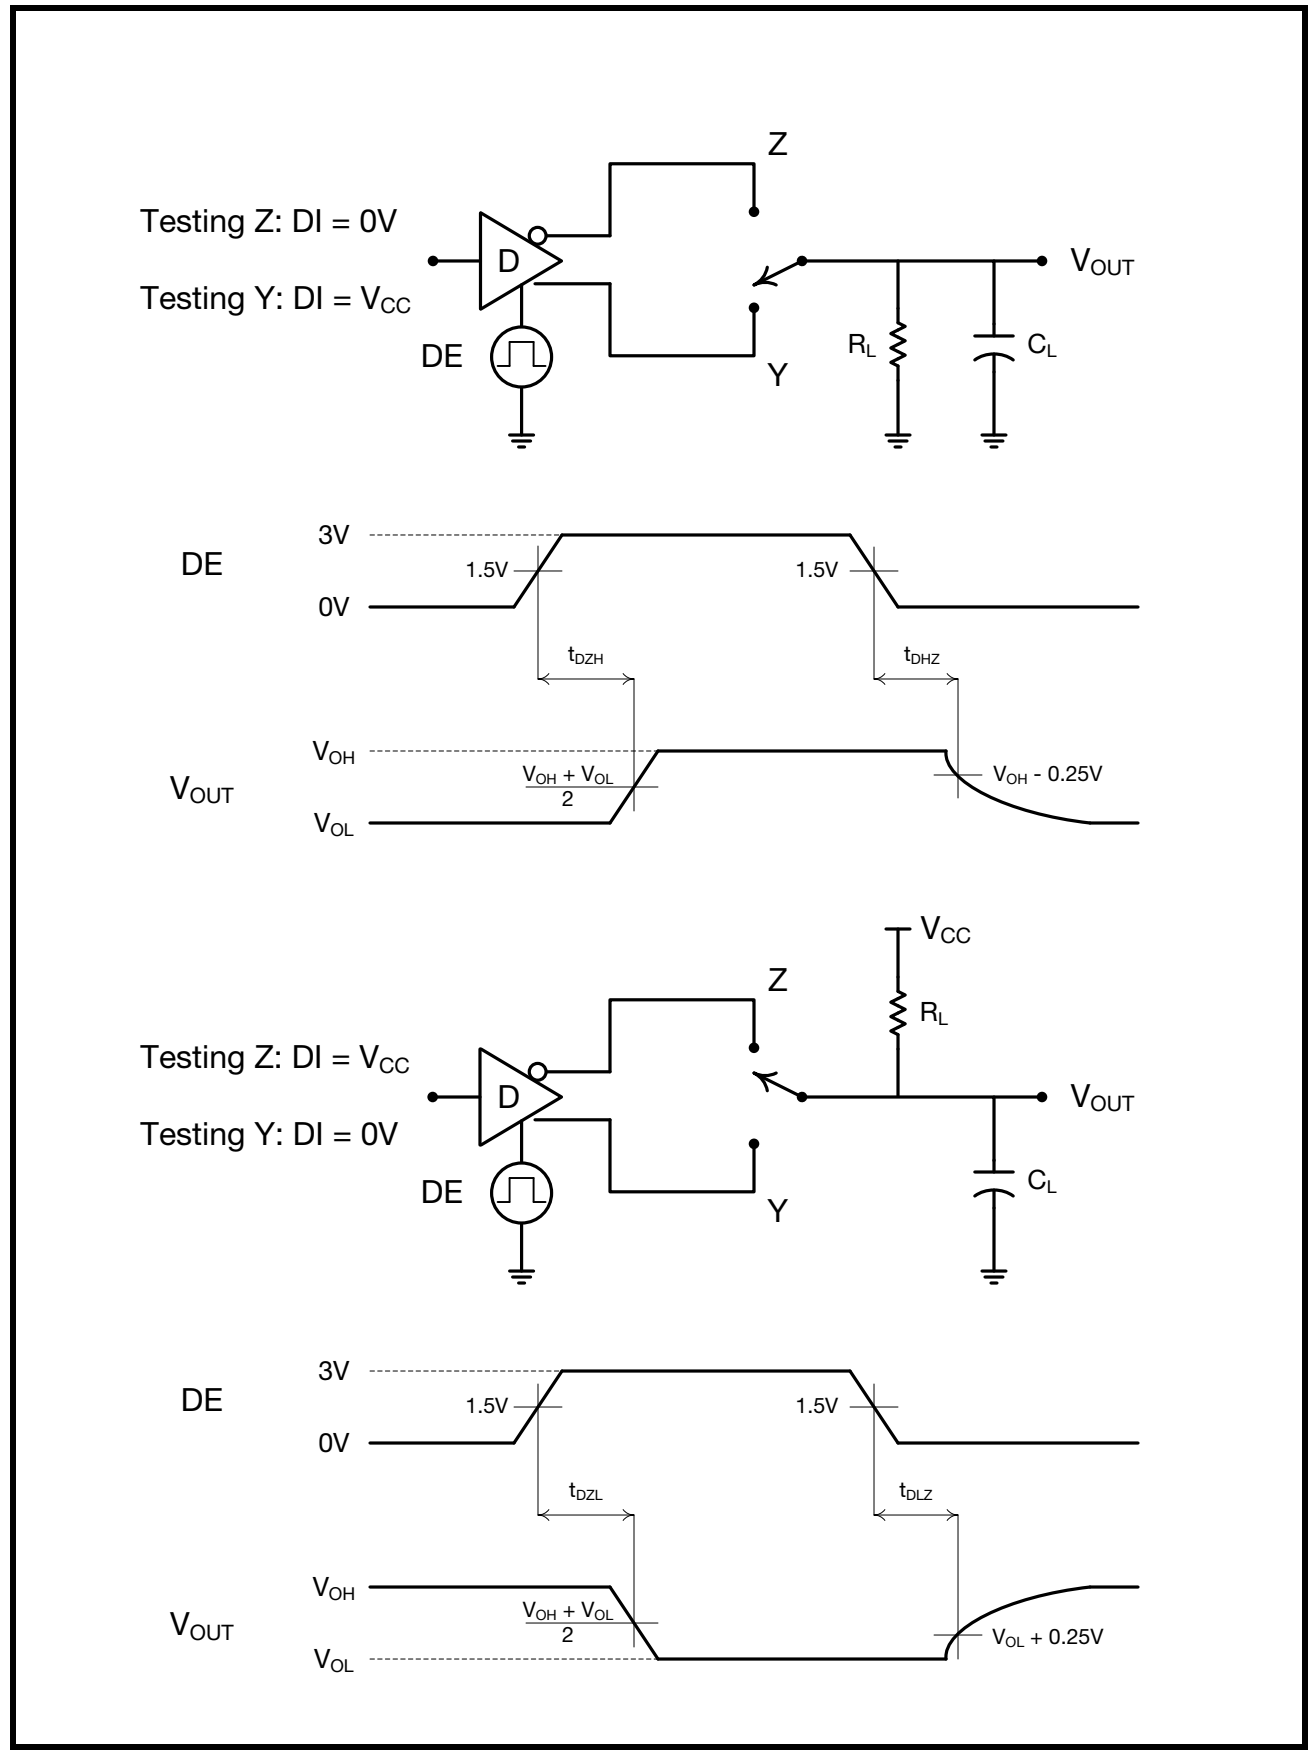 Z
Testing Z: DI = 0V
D
V_OUT
Testing Y: DI = V_CC
DE
R_L
C_L
Y
3V
DE
1.5V
1.5V
0V
t_DZH
t_DHZ
V_OH
V_OH + V_OL
2
V_OH - 0.25V
V_OUT
V_OL
V_CC
Z
R_L
Testing Z: DI = V_CC
D
V_OUT
Testing Y: DI = 0V
DE
C_L
Y
3V
DE
1.5V
1.5V
0V
t_DZL
t_DLZ
V_OH
V_OH + V_OL
2
V_OUT
V_OL + 0.25V
V_OL